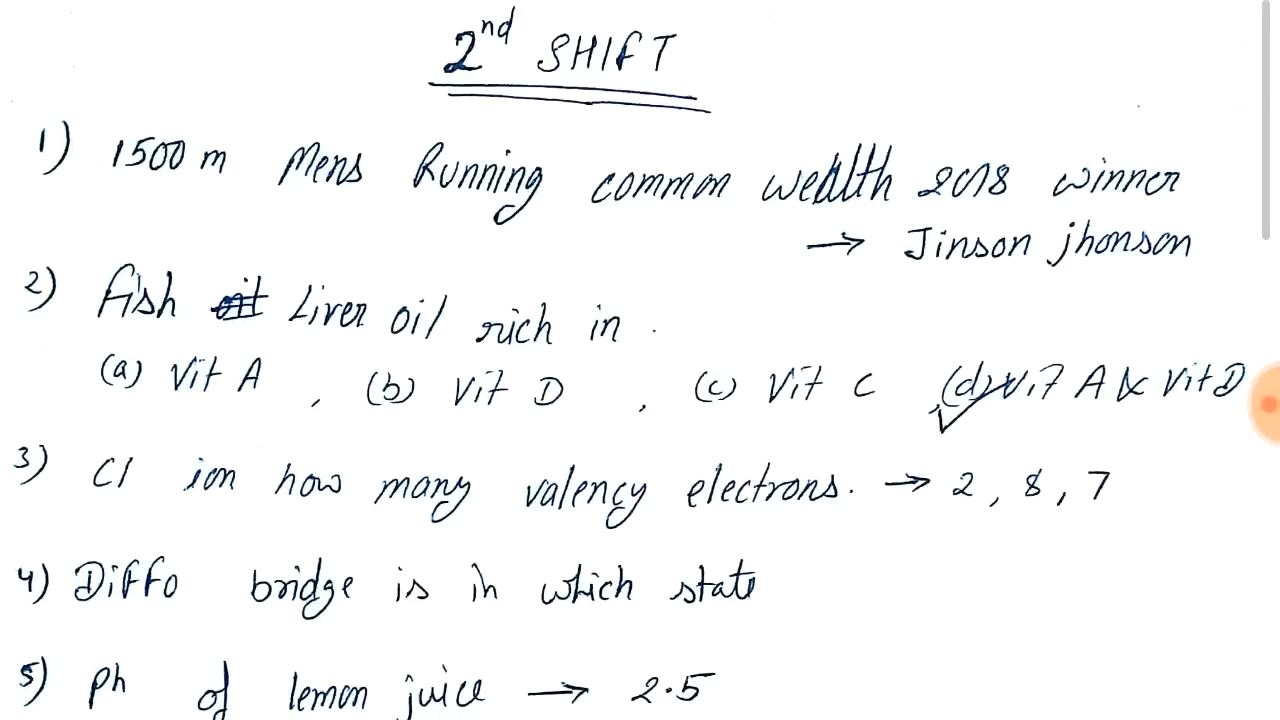 2nd SHIFT
1) 1500 m Mens Running common wealth 2018 winner
→ Jinson jhonson
2) Fish Liver oil rich in
(a) Vit A , (b) Vit D , (c) Vit C , (d) Vit A & Vit D
3) Cl ion how many valency electrons. → 2, 8, 7
4) Diffo bridge is in which state
5) Ph of lemon juice → 2.5